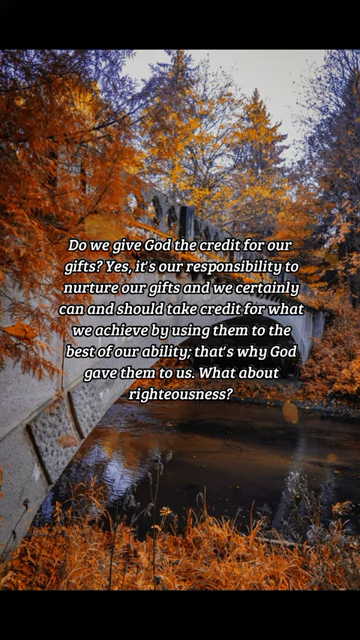 Do we give God the credit for our
gifts? Yes, it's our responsibility to
nurture our gifts and we certainly
can and should take credit for what
we achieve by using them to the
best of our ability; that's why God
gave them to us. What about
righteousness?